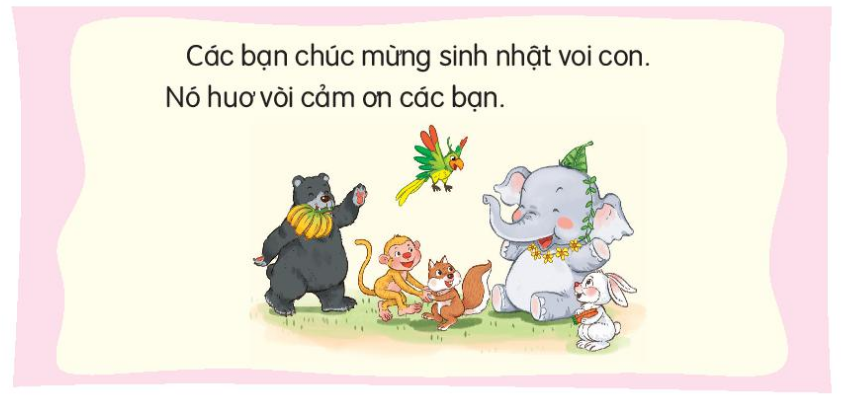 Các bạn chúc mừng sinh nhật voi con.
Nó huơ vòi cảm ơn các bạn.